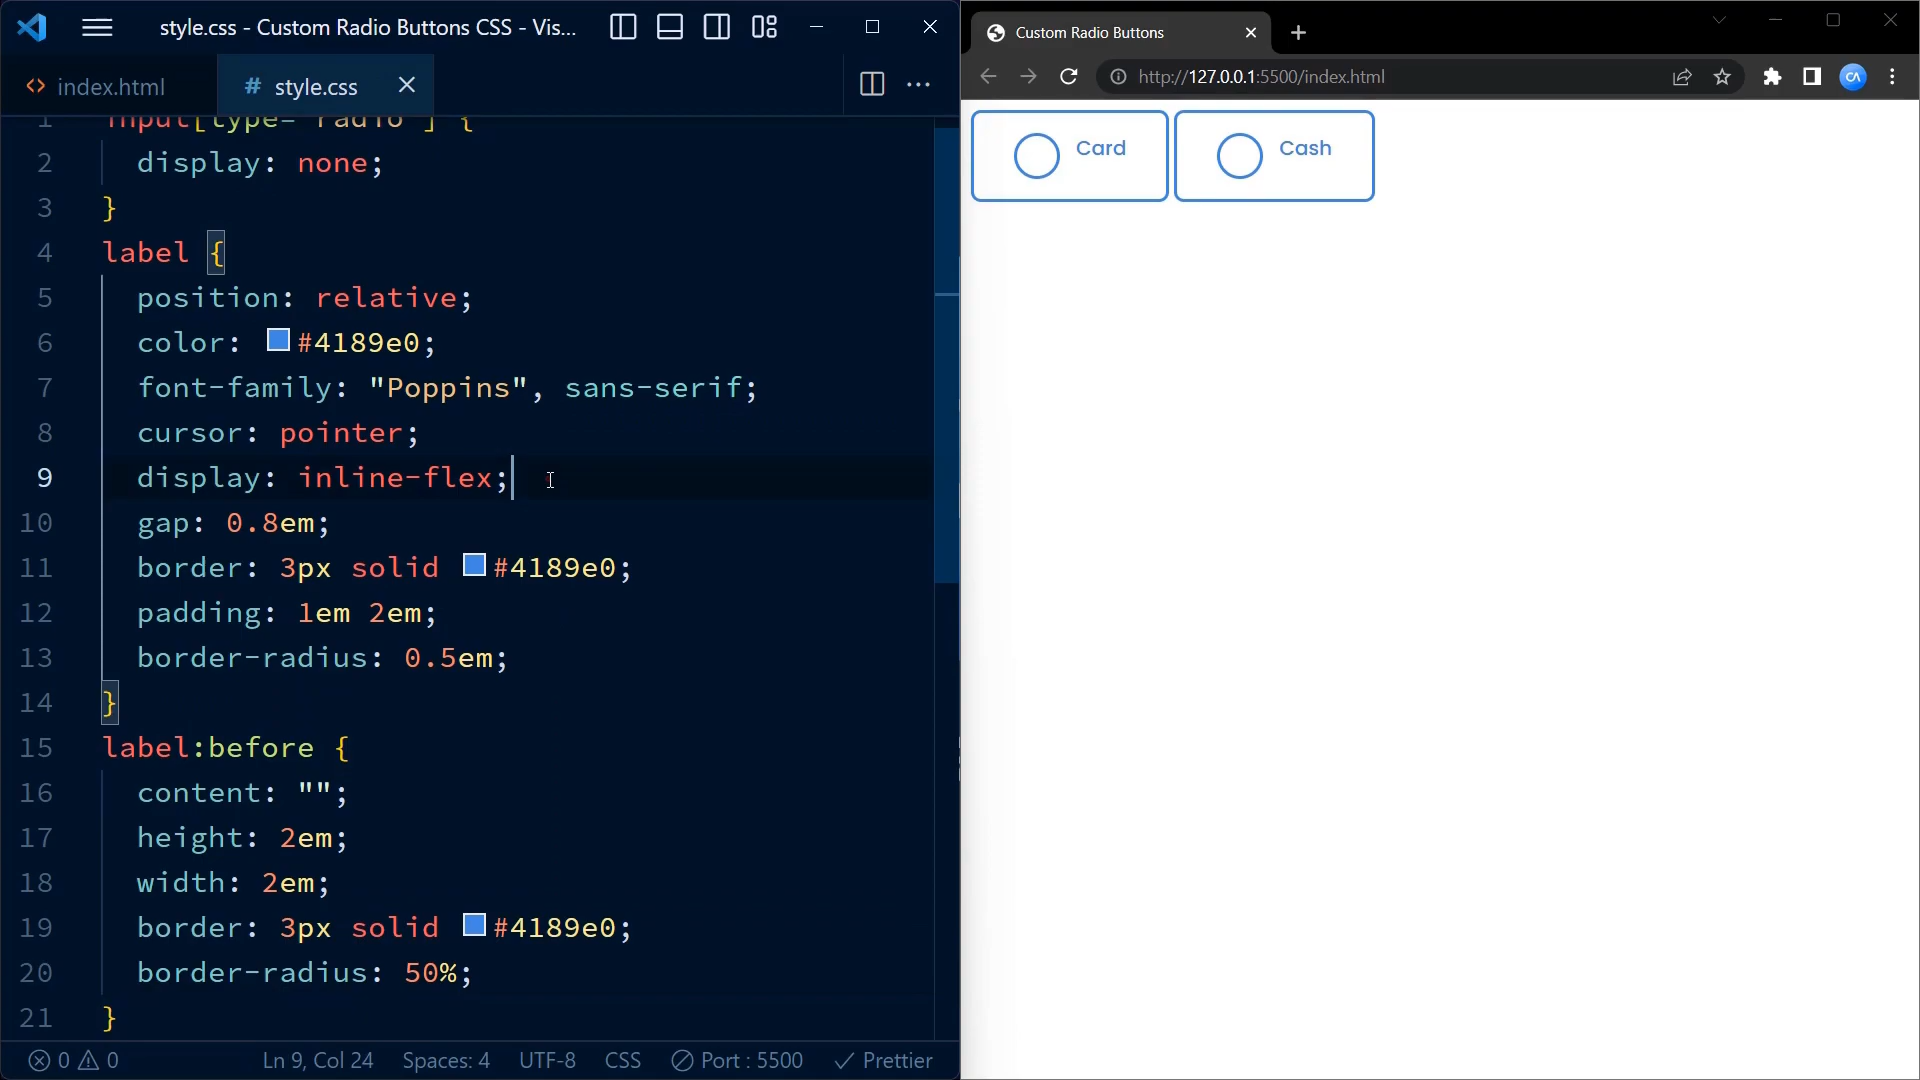 style.css - Custom Radio Buttons CSS - Vis...
index.html
# style.css
1 input[type="radio"] {
2 display: none;
3 }
4 label {
5 position: relative;
6 color: #4189e0;
7 font-family: "Poppins", sans-serif;
8 cursor: pointer;
9 display: inline-flex;
10 gap: 0.8em;
11 border: 3px solid #4189e0;
12 padding: 1em 2em;
13 border-radius: 0.5em;
14 }
15 label:before {
16 content: "";
17 height: 2em;
18 width: 2em;
19 border: 3px solid #4189e0;
20 border-radius: 50%;
21 }
0 0 Ln 9, Col 24 Spaces: 4 UTF-8 CSS Port : 5500 Prettier
Custom Radio Buttons
http://127.0.0.1:5500/index.html
CA
Card
Cash